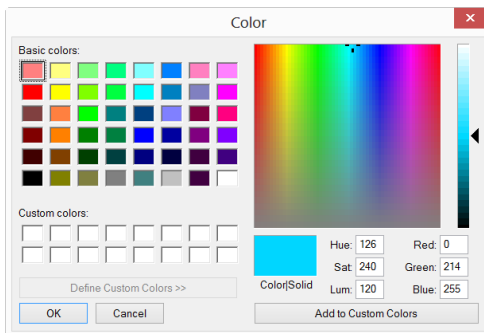 Color
Basic colors:
Custom colors:
Define Custom Colors >>
OK
Cancel
Color|Solid
Hue: 126
Sat: 240
Lum: 120
Red: 0
Green: 214
Blue: 255
Add to Custom Colors